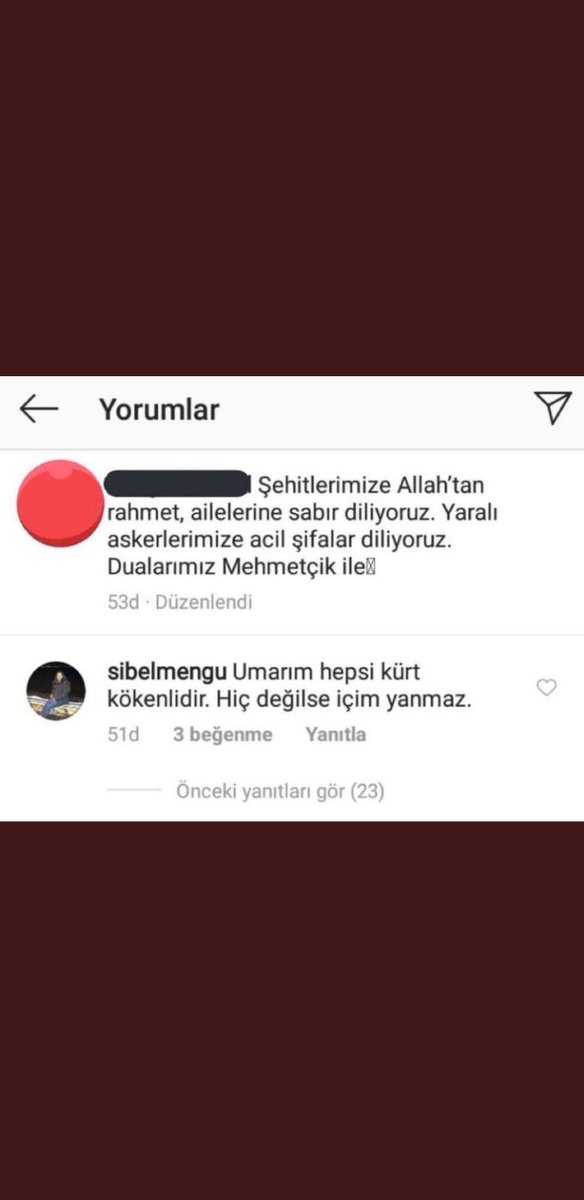 Yorumlar
Şehitlerimize Allah'tan
rahmet, ailelerine sabır diliyoruz. Yaralı
askerlerimize acil şifalar diliyoruz.
Dualarımız Mehmetçik ile
53d · Düzenlendi
sibelmengu Umarım hepsi kürt
kökenlidir. Hiç değilse içim yanmaz.
51d 3 beğenme Yanıtla
Önceki yanıtları gör (23)